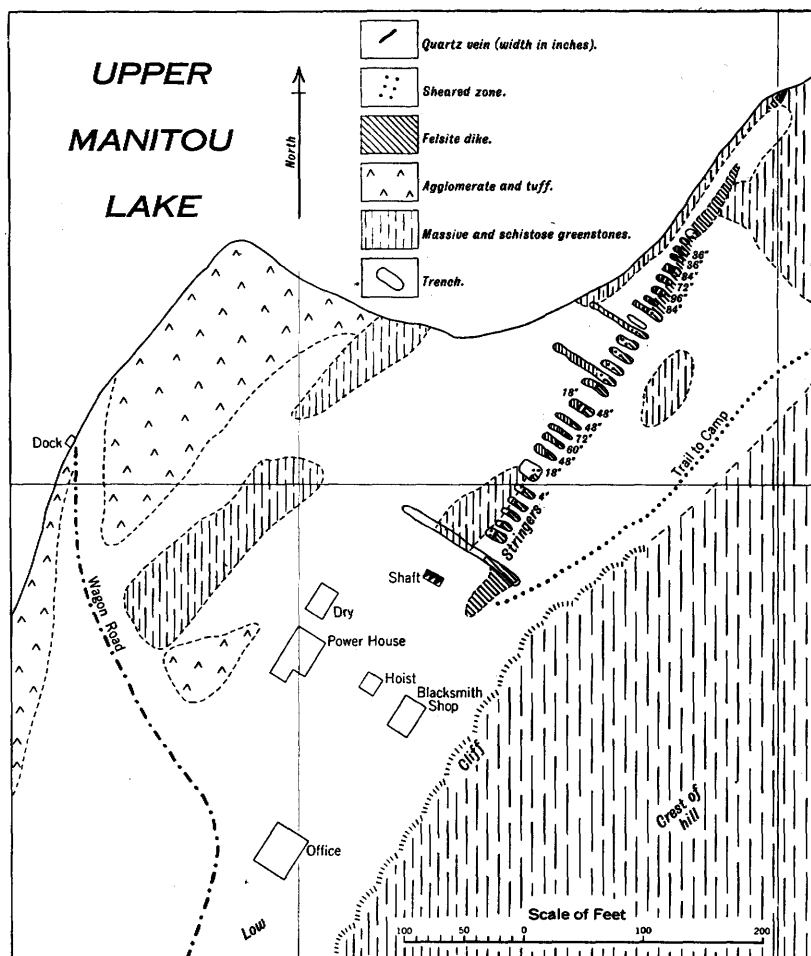 UPPER
MANITOU
LAKE
North
Quartz vein (width in inches).
Sheared zone.
Felsite dike.
Agglomerate and tuff.
Massive and schistose greenstones.
Trench.
36"
36"
84"
72"
96"
84"
18"
48"
48"
72"
60"
48"
18"
4"
Stringers
Trail to Camp
Dock
Wagon Road
Shaft
Dry
Power House
Hoist
Blacksmith
Shop
Cliff
Crest of
hill
Office
Low
Scale of Feet
100 50 0 100 200